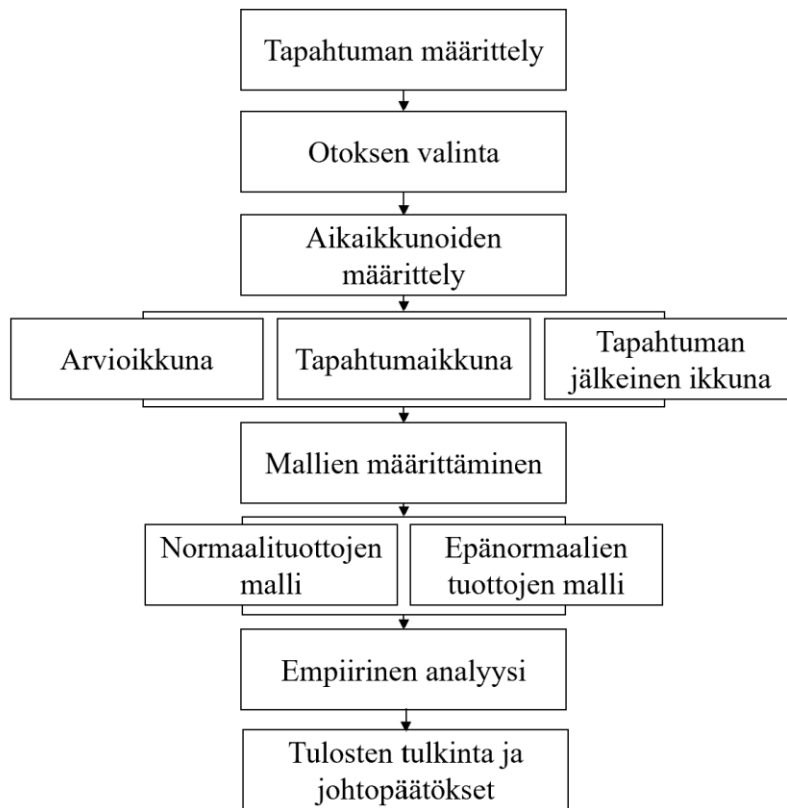 Tapahtuman määrittely
Otoksen valinta
Aikaikkunoiden
määrittely
Arvioikkuna
Tapahtumaikkuna
Tapahtuman
jälkeinen ikkuna
Mallien määrittäminen
Normaalituottojen
malli
Epänormaalien
tuottojen malli
Empiirinen analyysi
Tulosten tulkinta ja
johtopäätökset